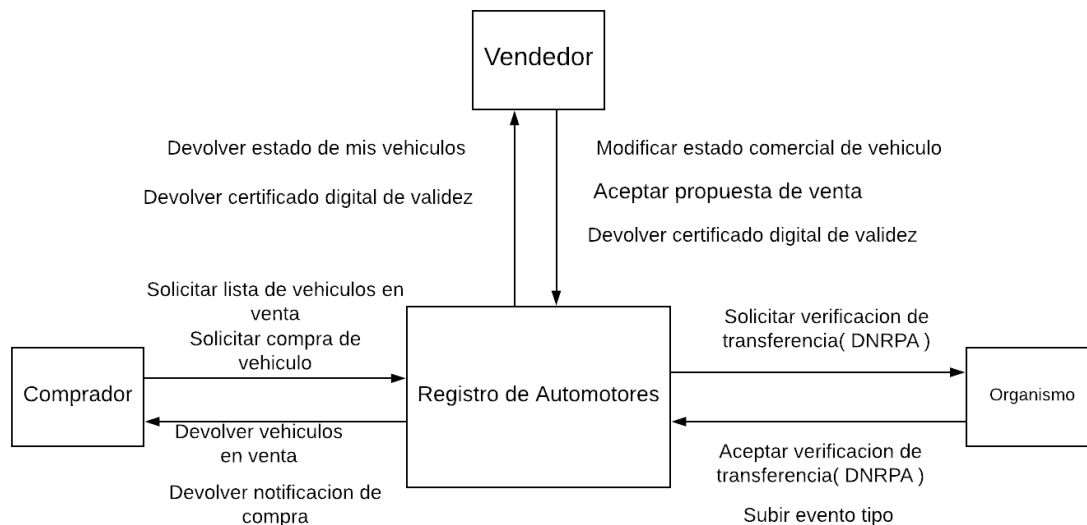 Vendedor
Devolver estado de mis vehiculos
Modificar estado comercial de vehiculo
Devolver certificado digital de validez
Aceptar propuesta de venta
Devolver certificado digital de validez
Solicitar lista de vehiculos en
venta
Solicitar compra de
vehiculo
Solicitar verificacion de
transferencia( DNRPA )
Comprador
Registro de Automotores
Organismo
Devolver vehiculos
en venta
Devolver notificacion de
compra
Aceptar verificacion de
transferencia( DNRPA )
Subir evento tipo